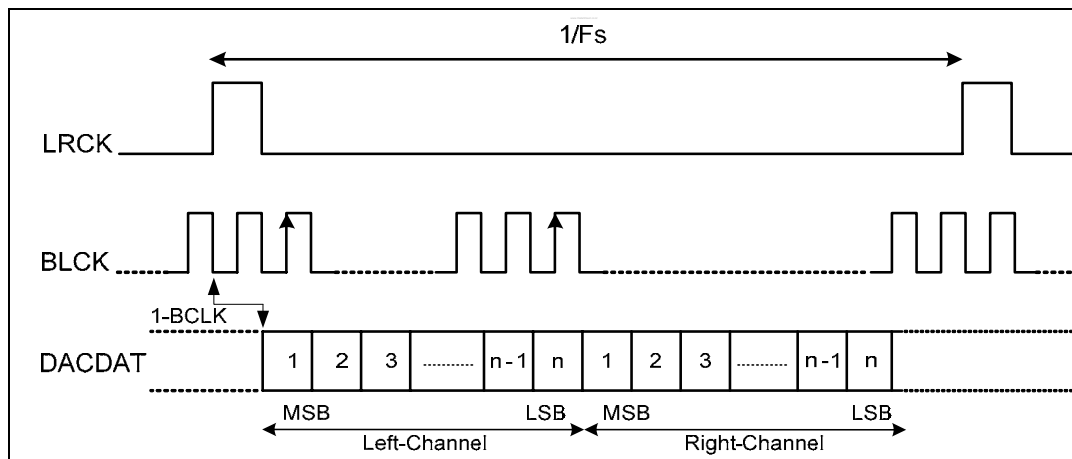 1/Fs
LRCK
BLCK
1-BCLK
DACDAT
1 2 3 .......... n-1 n 1 2 3 .......... n-1 n
MSB LSB MSB LSB
Left-Channel Right-Channel